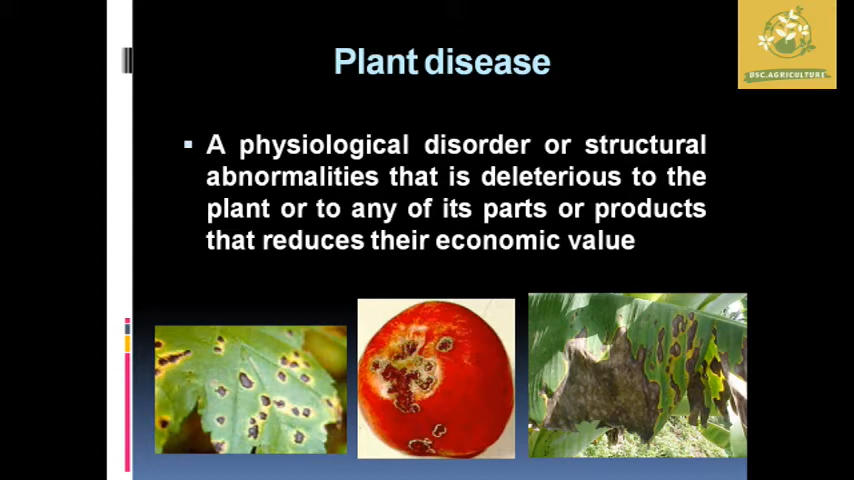 Plant disease
BSC.AGRICULTURE
A physiological disorder or structural
abnormalities that is deleterious to the
plant or to any of its parts or products
that reduces their economic value